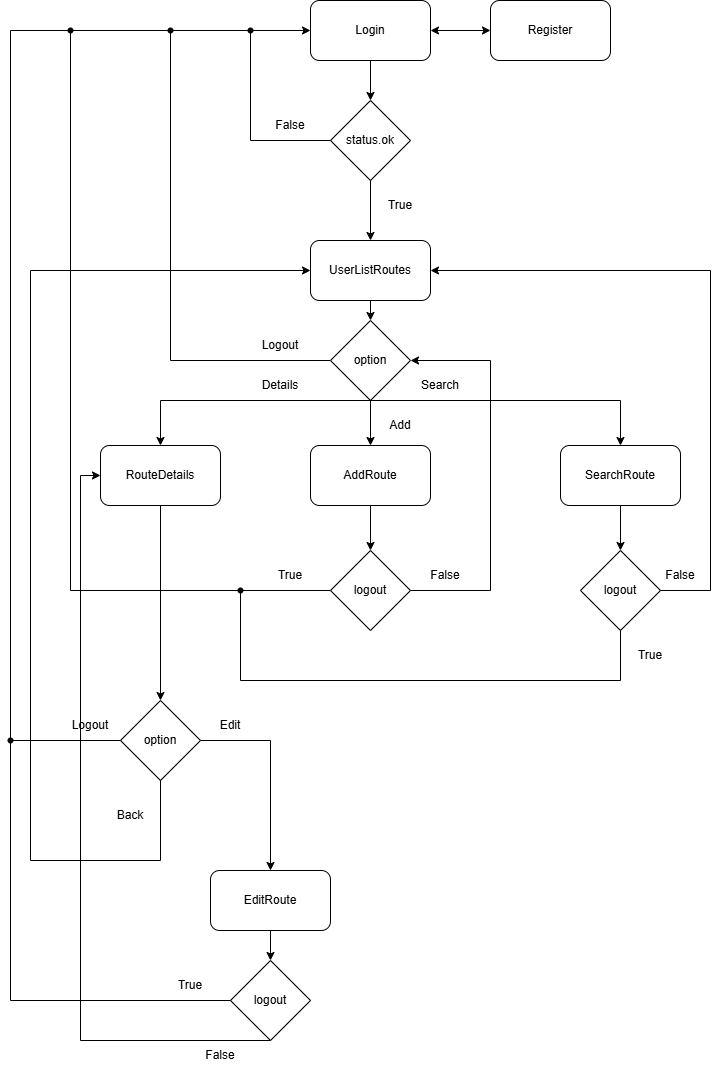 Login
Register
False
status.ok
True
UserListRoutes
Logout
option
Details
Search
Add
RouteDetails
AddRoute
SearchRoute
True
logout
False
logout
False
True
Logout
option
Edit
Back
EditRoute
True
logout
False